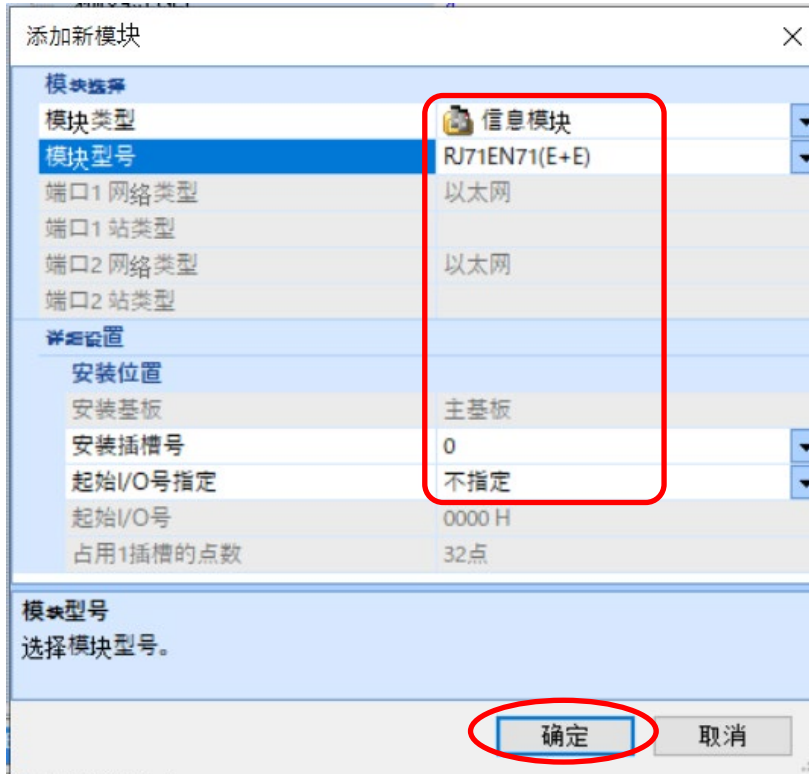 添加新模块
模块选择
模块类型 信息模块
模块型号 RJ71EN71(E+E)
端口1 网络类型 以太网
端口1 站类型
端口2 网络类型 以太网
端口2 站类型
详细设置
安装位置
安装基板 主基板
安装插槽号 0
起始I/O号指定 不指定
起始I/O号 0000 H
占用1插槽的点数 32点
模块型号
选择模块型号。
确定 取消